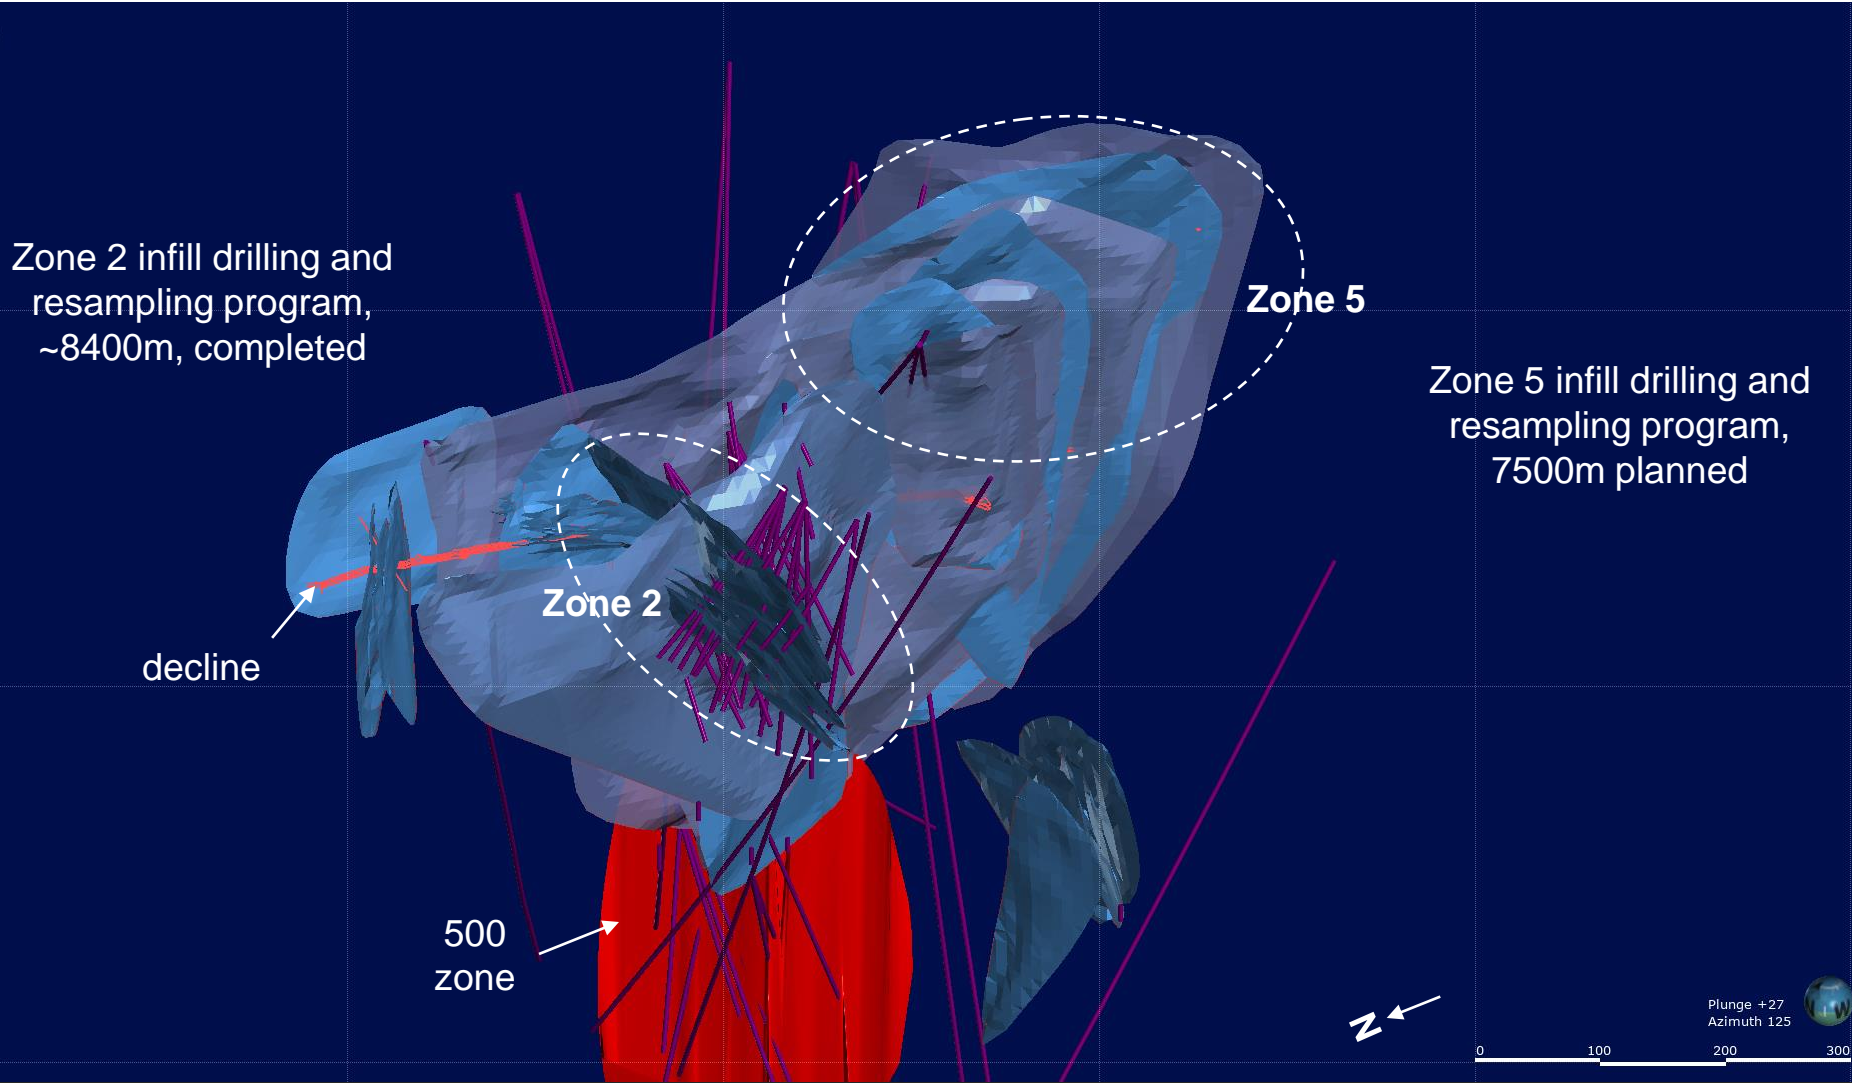 Zone 2 infill drilling and
resampling program,
~8400m, completed
Zone 5
Zone 5 infill drilling and
resampling program,
7500m planned
Zone 2
decline
500
zone
N
Plunge +27
Azimuth 125
0 100 200 300